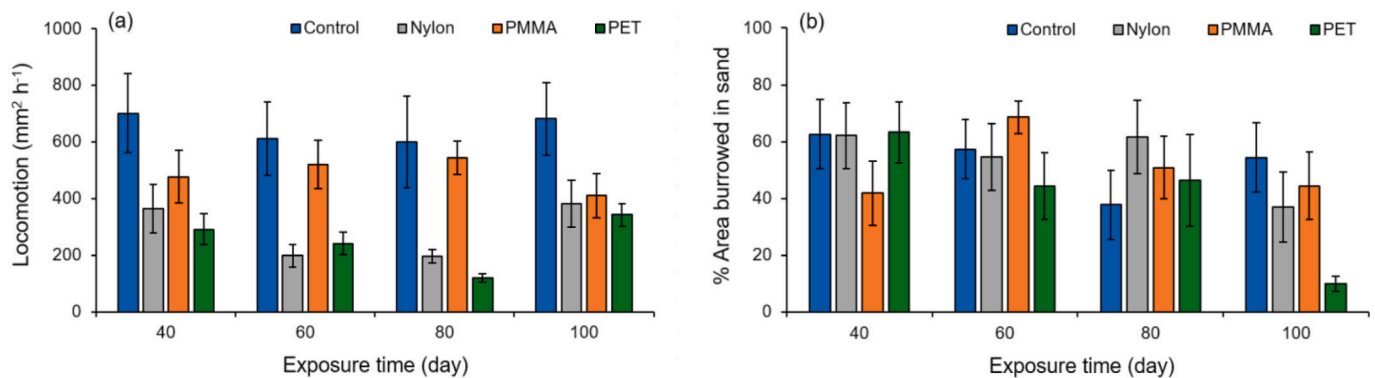 (a)
Control Nylon PMMA PET
Locomotion (mm² h⁻¹)
1000
800
600
400
200
0
40 60 80 100
Exposure time (day)
(b)
Control Nylon PMMA PET
% Area burrowed in sand
100
80
60
40
20
0
40 60 80 100
Exposure time (day)